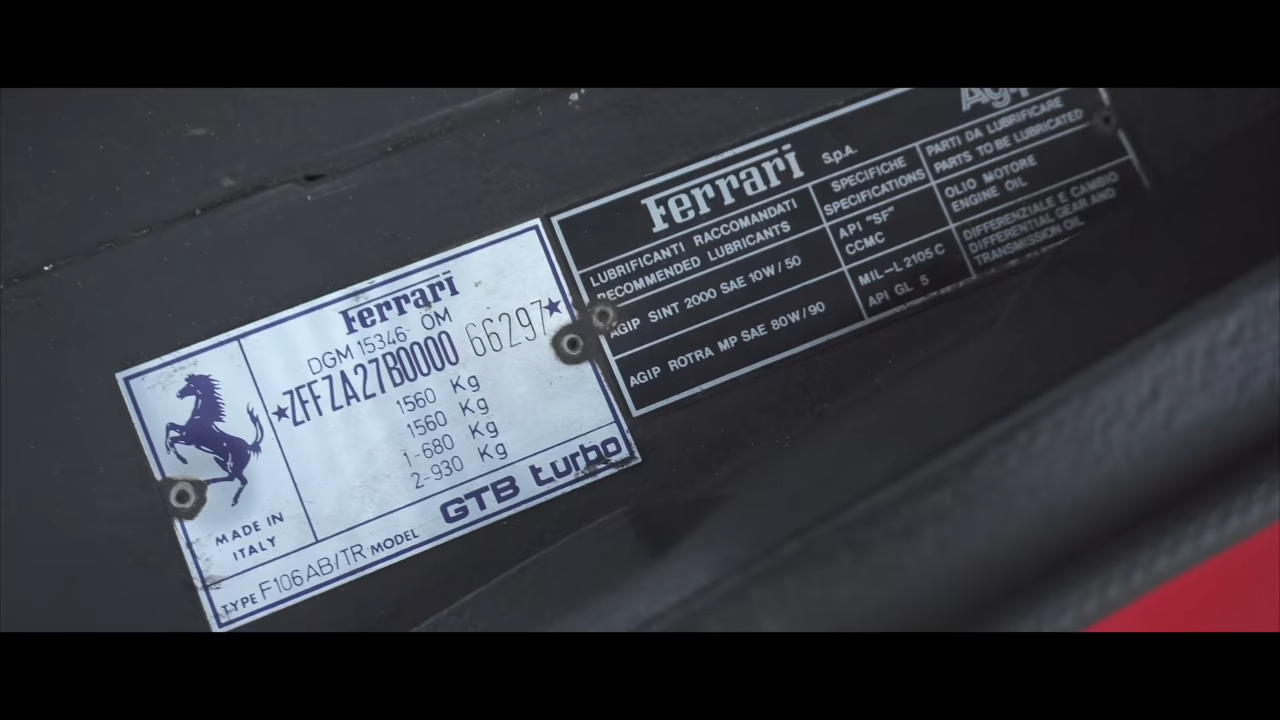 Ferrari
DGM 15346 OM
★ZFFZA27B0000 66297★
1560 Kg
1560 Kg
1-680 Kg
2-930 Kg
MADE IN
ITALY
TYPE F106AB/TR MODEL GTB turbo
Ferrari S.p.A.
LUBRIFICANTI RACCOMANDATI
RECOMMENDED LUBRICANTS
SPECIFICHE
SPECIFICATIONS
PARTI DA LUBRIFICARE
PARTS TO BE LUBRICATED
AGIP SINT 2000 SAE 10W/50
API "SF"
CCMC
OLIO MOTORE
ENGINE OIL
AGIP ROTRA MP SAE 80W/90
MIL-L 2105 C
API GL 5
DIFFERENZIALE E CAMBIO
DIFFERENTIAL GEAR AND
TRANSMISSION OIL